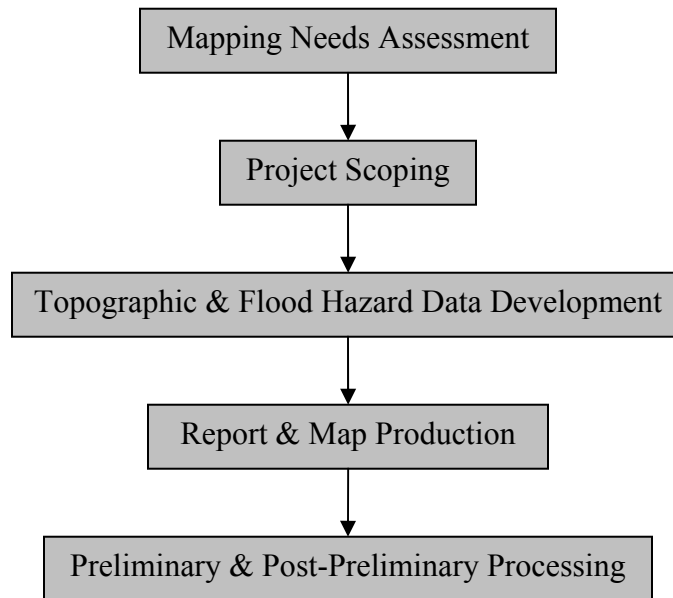 Mapping Needs Assessment
Project Scoping
Topographic & Flood Hazard Data Development
Report & Map Production
Preliminary & Post-Preliminary Processing